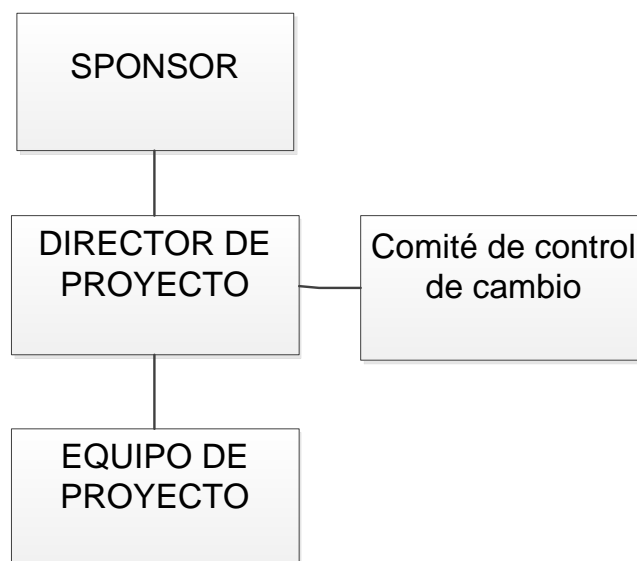 SPONSOR
DIRECTOR DE
PROYECTO
Comité de control
de cambio
EQUIPO DE
PROYECTO